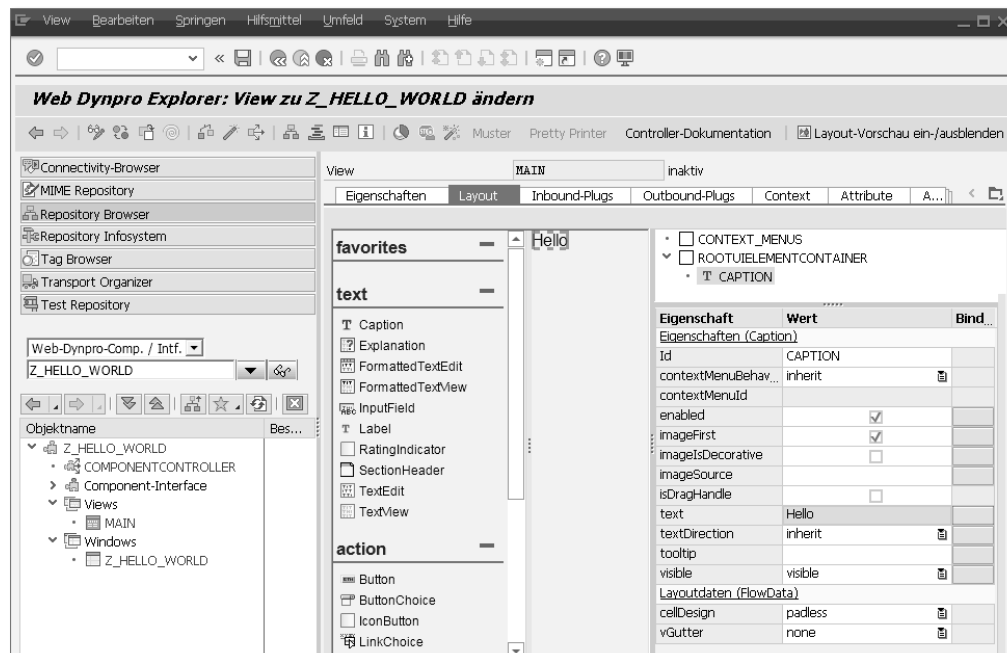 View Bearbeiten Springen Hilfsmittel Umfeld System Hilfe
Web Dynpro Explorer: View zu Z_HELLO_WORLD ändern
Muster Pretty Printer Controller-Dokumentation Layout-Vorschau ein-/ausblenden
Connectivity-Browser
MIME Repository
Repository Browser
Repository Infosystem
Tag Browser
Transport Organizer
Test Repository
Web-Dynpro-Comp. / Intf.
Z_HELLO_WORLD
Objektname Bes...
Z_HELLO_WORLD
COMPONENTCONTROLLER
Component-Interface
Views
MAIN
Windows
Z_HELLO_WORLD
View MAIN inaktiv
Eigenschaften Layout Inbound-Plugs Outbound-Plugs Context Attribute A...
favorites
text
T Caption
Explanation
FormattedTextEdit
FormattedTextView
InputField
T Label
RatingIndicator
SectionHeader
TextEdit
TextView
action
Button
ButtonChoice
IconButton
LinkChoice
Hello
CONTEXT_MENUS
ROOTUIELEMENTCONTAINER
T CAPTION
Eigenschaft Wert Bind...
Eigenschaften (Caption)
Id CAPTION
contextMenuBehav... inherit
contextMenuId
enabled
imageFirst
imageIsDecorative
imageSource
isDragHandle
text Hello
textDirection inherit
tooltip
visible visible
Layoutdaten (FlowData)
cellDesign padless
vGutter none